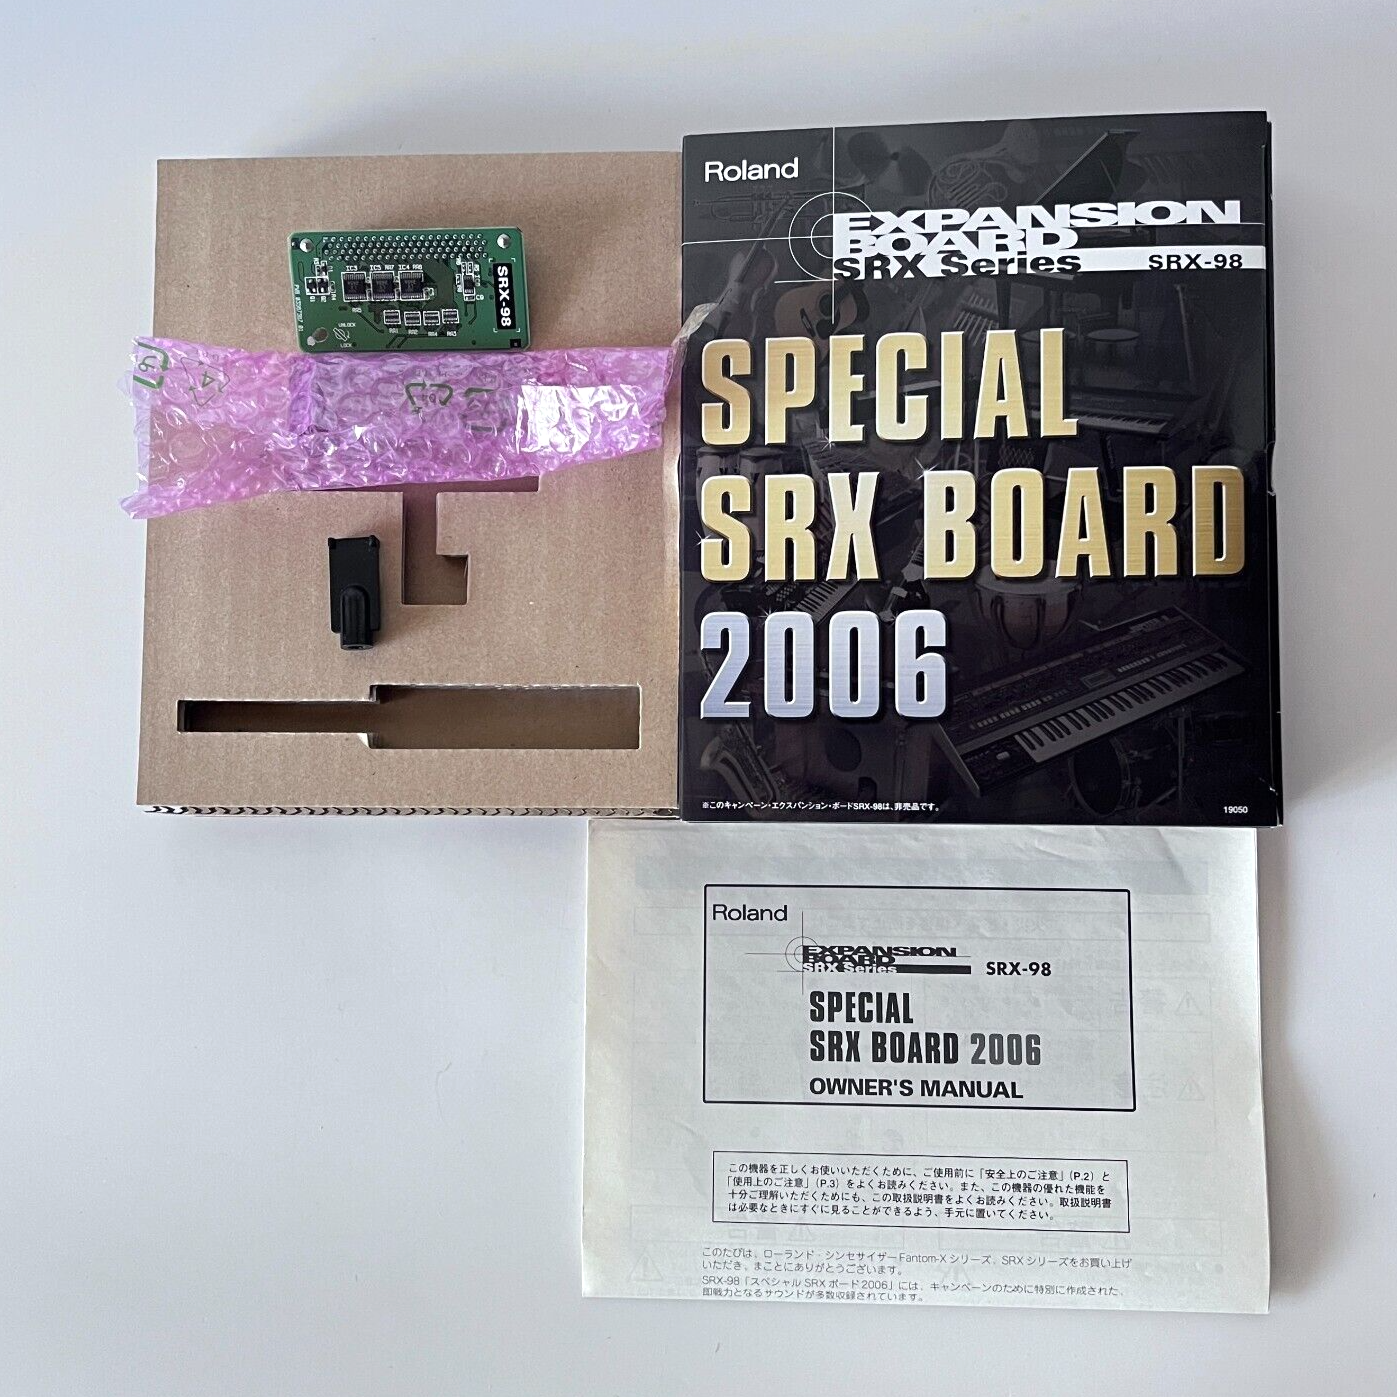 Roland
EXPANSION
BOARD
SRX Series
SRX-98
SPECIAL
SRX BOARD
2006
※このキャンペーン・エクスパンション・ボードSRX-98は、非売品です。
19050
SRX-98
IC3
IC5 RR7
IC4 RR8
RR1
RR2
RR4
RR3
UNLOCK
LOCK
Roland
EXPANSION
BOARD
SRX Series
SRX-98
SPECIAL
SRX BOARD 2006
OWNER'S MANUAL
この機器を正しくお使いいただくために、ご使用前に「安全上のご注意」(P.2)と
「使用上のご注意」(P.3)をよくお読みください。また、この機器の優れた機能を
十分ご理解いただくためにも、この取扱説明書をよくお読みください。取扱説明書
は必要なときにすぐに見ることができるよう、手元に置いてください。
このたびは、ローランド・シンセサイザーFantom-Xシリーズ、SRXシリーズをお買い上げ
いただき、まことにありがとうございます。
SRX-98「スペシャルSRXボード2006」には、キャンペーンのために特別に作成された、
即戦力となるサウンドが多数収録されています。